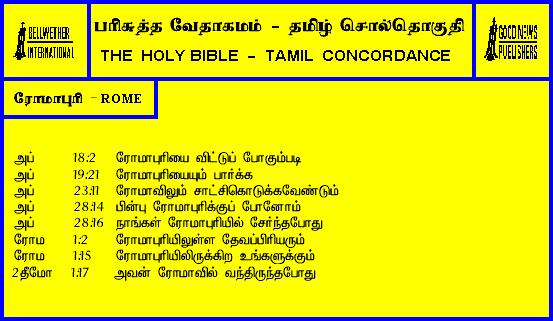 BELLWETHER
INTERNATIONAL
பரிசுத்த வேதாகமம் - தமிழ் சொல்தொகுதி
THE HOLY BIBLE - TAMIL CONCORDANCE
GOOD NEWS
PUBLISHERS
ரோமாபுரி - ROME
அப் 18:2 ரோமாபுரியை விட்டுப் போகும்படி
அப் 19:21 ரோமாபுரியையும் பார்க்க
அப் 23:11 ரோமாவிலும் சாட்சிகொடுக்கவேண்டும்
அப் 28:14 பின்பு ரோமாபுரிக்குப் போனோம்
அப் 28:16 நாங்கள் ரோமாபுரியில் சேர்ந்தபோது
ரோம 1:2 ரோமாபுரியிலுள்ள தேவப்பிரியரும்
ரோம 1:15 ரோமாபுரியிலிருக்கிற உங்களுக்கும்
2தீமோ 1:17 அவன் ரோமாவில் வந்திருந்தபோது